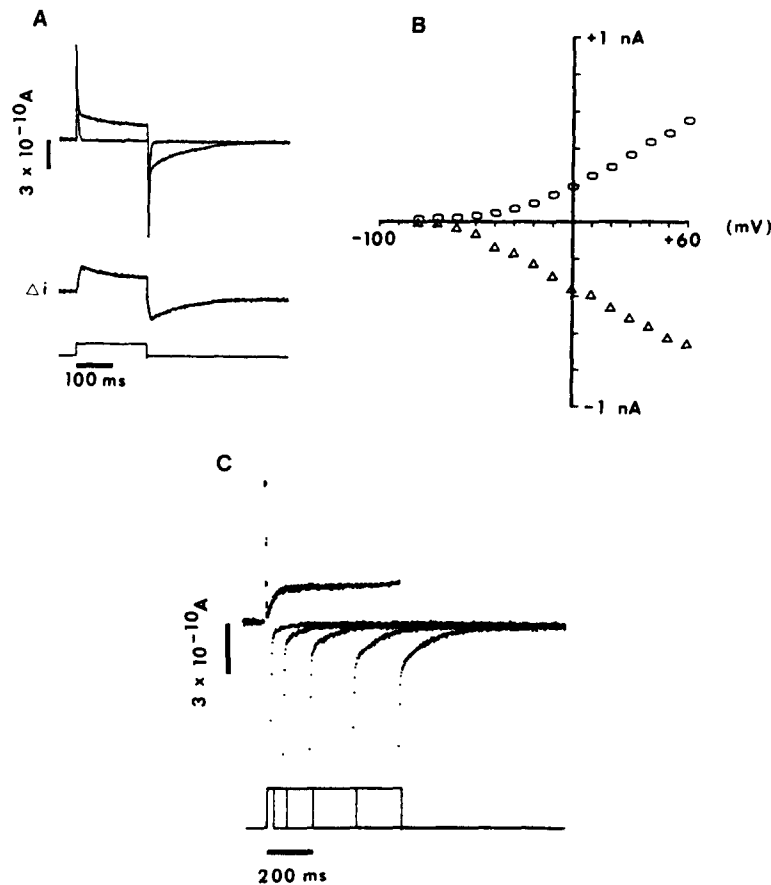 A
3 × 10⁻¹⁰A
Δi
100 ms
B
+1 nA
-100
+60
(mV)
-1 nA
C
3 × 10⁻¹⁰A
200 ms